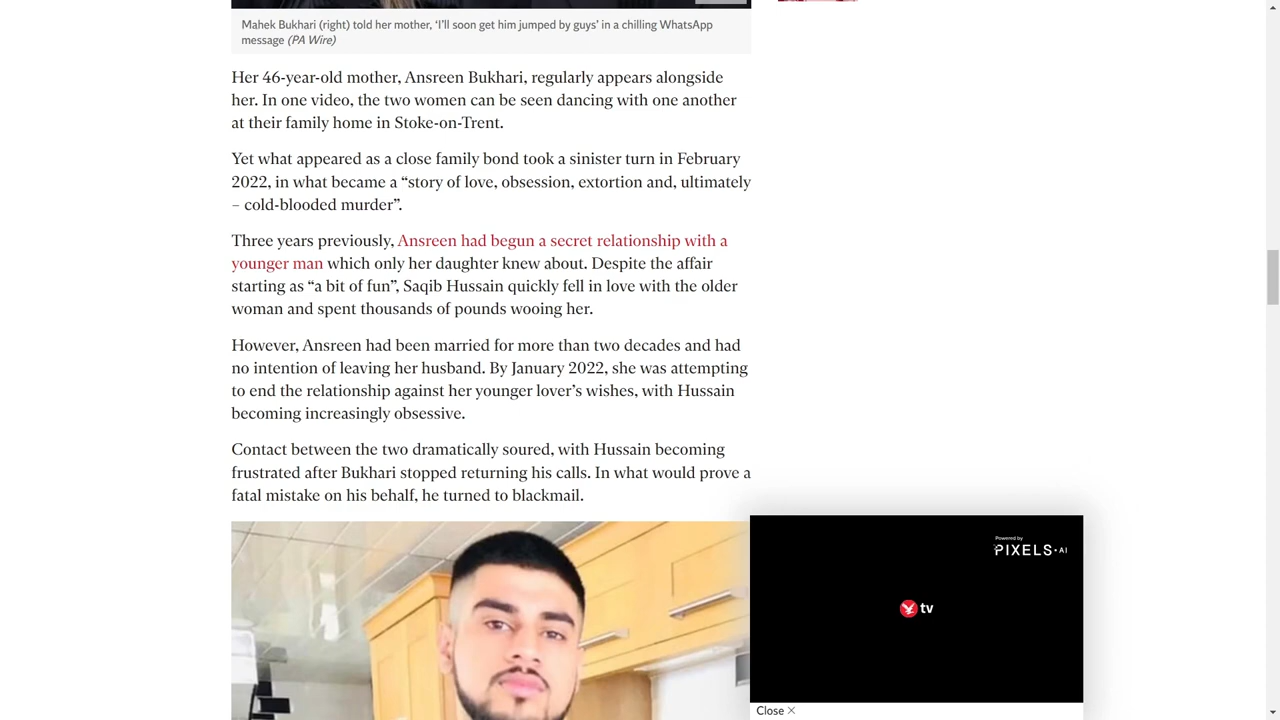 Mahek Bukhari (right) told her mother, ‘I’ll soon get him jumped by guys’ in a chilling WhatsApp
message (PA Wire)
Her 46-year-old mother, Ansreen Bukhari, regularly appears alongside
her. In one video, the two women can be seen dancing with one another
at their family home in Stoke-on-Trent.
Yet what appeared as a close family bond took a sinister turn in February
2022, in what became a “story of love, obsession, extortion and, ultimately
– cold-blooded murder”.
Three years previously, Ansreen had begun a secret relationship with a
younger man which only her daughter knew about. Despite the affair
starting as “a bit of fun”, Saqib Hussain quickly fell in love with the older
woman and spent thousands of pounds wooing her.
However, Ansreen had been married for more than two decades and had
no intention of leaving her husband. By January 2022, she was attempting
to end the relationship against her younger lover’s wishes, with Hussain
becoming increasingly obsessive.
Contact between the two dramatically soured, with Hussain becoming
frustrated after Bukhari stopped returning his calls. In what would prove a
fatal mistake on his behalf, he turned to blackmail.
Powered by
PIXELS•AI
tv
Close ×